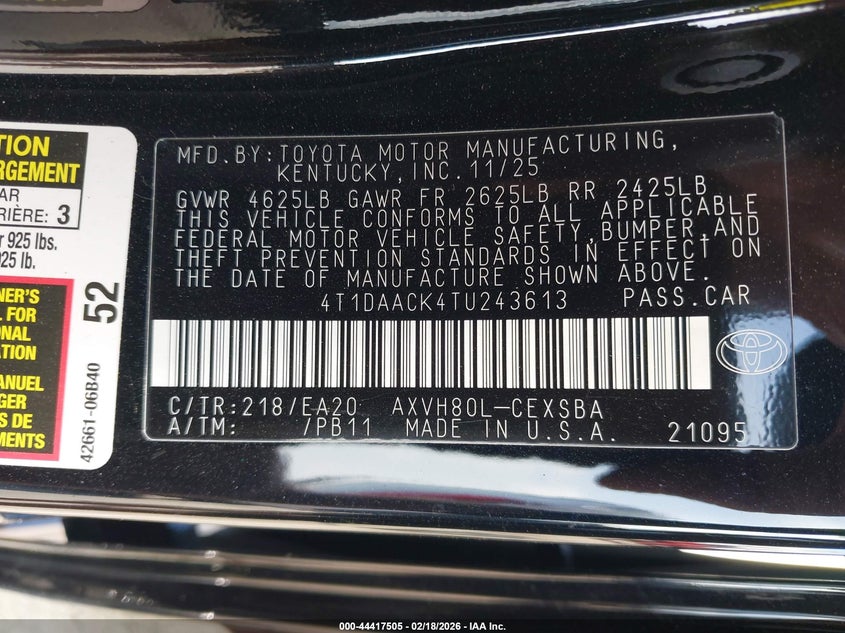 TION
RGEMENT
AR
RIÈRE: 3
r 925 lbs.
925 lb.
NER'S
L FOR
ONAL
ATION
MANUEL
GER
S DE
MENTS
52
42661-06B40
MFD.BY:TOYOTA MOTOR MANUFACTURING,
KENTUCKY,INC.11/25
GVWR 4625LB GAWR FR 2625LB RR 2425LB
THIS VEHICLE CONFORMS TO ALL APPLICABLE
FEDERAL MOTOR VEHICLE SAFETY,BUMPER,AND
THEFT PREVENTION STANDARDS IN EFFECT ON
THE DATE OF MANUFACTURE SHOWN ABOVE.
4T1DAACK4TU243613 PASS.CAR
C/TR:218/EA20 AXVH80L-CEXSBA
A/TM: /PB11 MADE IN U.S.A. 21095
000-44417505 - 02/18/2026 - IAA Inc.